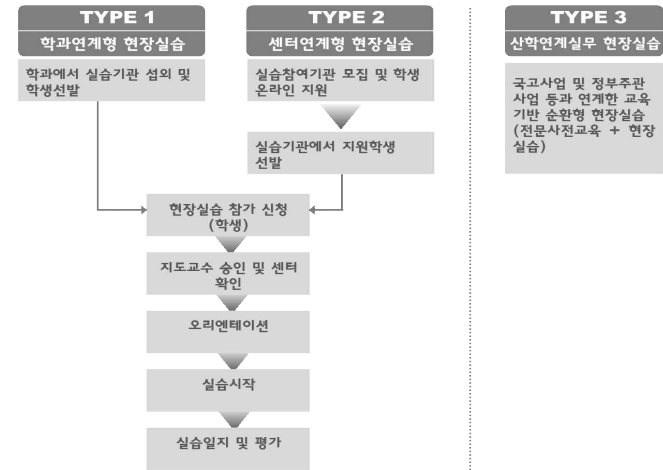 TYPE 1
학과연계형 현장실습
학과에서 실습기관 섭외 및
학생선발
TYPE 2
센터연계형 현장실습
실습참여기관 모집 및 학생
온라인 지원
실습기관에서 지원학생
선발
현장실습 참가 신청
(학생)
지도교수 승인 및 센터
확인
오리엔테이션
실습시작
실습일지 및 평가
TYPE 3
산학연계실무 현장실습
국고사업 및 정부주관
사업 등과 연계한 교육
기반 순환형 현장실습
(전문사전교육 + 현장
실습)